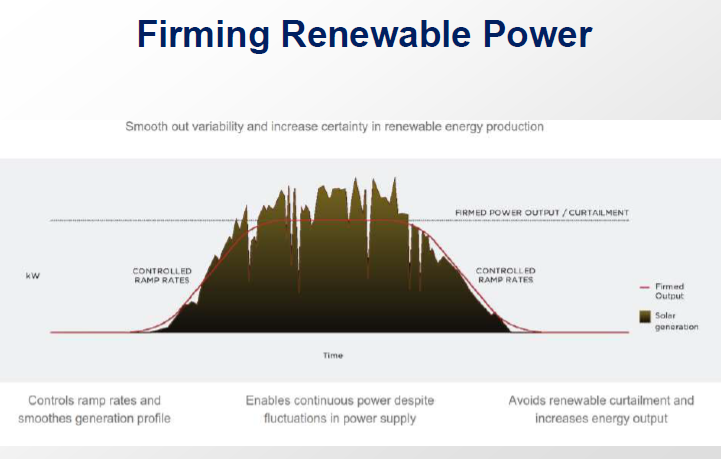 Firming Renewable Power
Smooth out variability and increase certainty in renewable energy production
FIRMED POWER OUTPUT / CURTAILMENT
kW
CONTROLLED
RAMP RATES
CONTROLLED
RAMP RATES
Firmed
Output
Solar
generation
Time
Controls ramp rates and
smoothes generation profile
Enables continuous power despite
fluctuations in power supply
Avoids renewable curtailment and
increases energy output